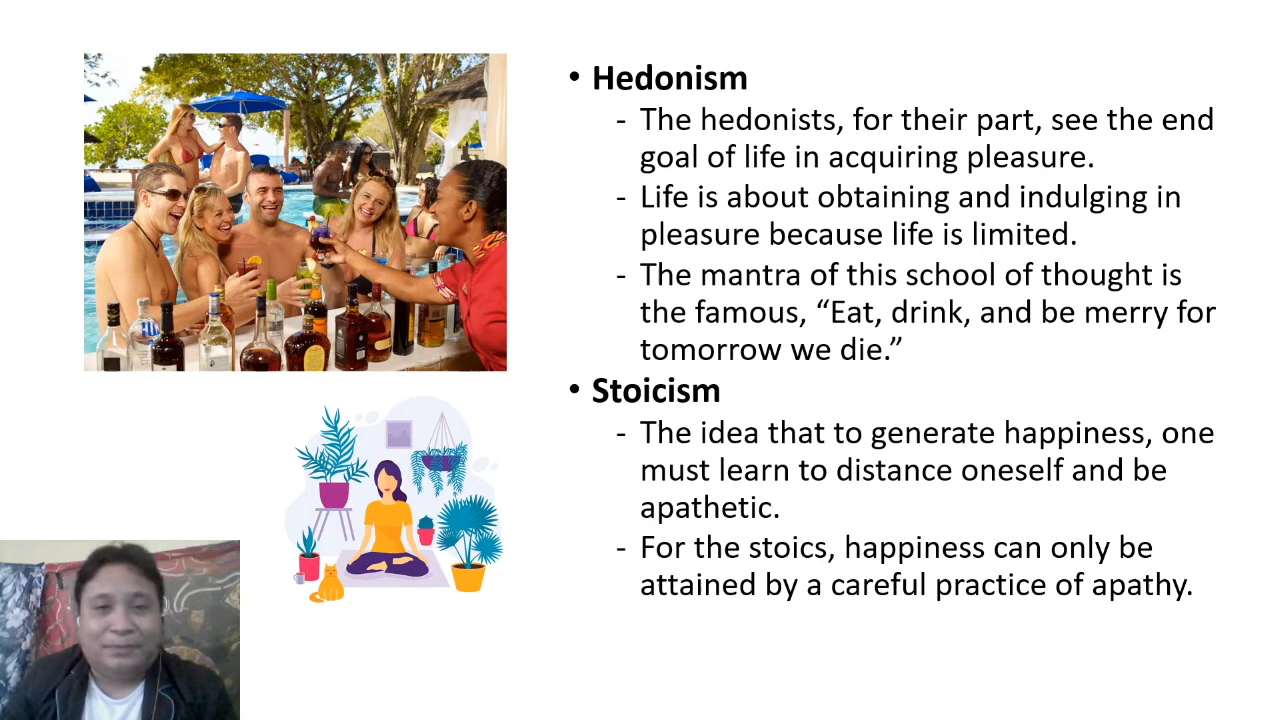 • Hedonism
- The hedonists, for their part, see the end
goal of life in acquiring pleasure.
- Life is about obtaining and indulging in
pleasure because life is limited.
- The mantra of this school of thought is
the famous, “Eat, drink, and be merry for
tomorrow we die.”
• Stoicism
- The idea that to generate happiness, one
must learn to distance oneself and be
apathetic.
- For the stoics, happiness can only be
attained by a careful practice of apathy.